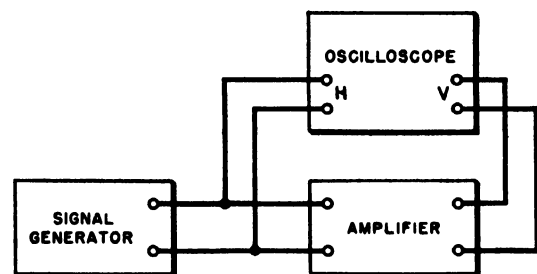 OSCILLOSCOPE
H V
SIGNAL
GENERATOR
AMPLIFIER